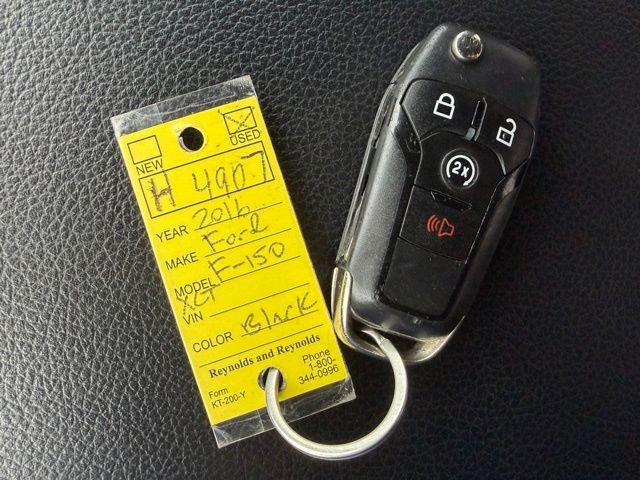 NEW
USED
H 4907
YEAR 2016
MAKE Ford
MODEL F-150
XLT
VIN
COLOR Black
Reynolds and Reynolds
Form
KT-200-Y
Phone
1-800-
344-0996
2x